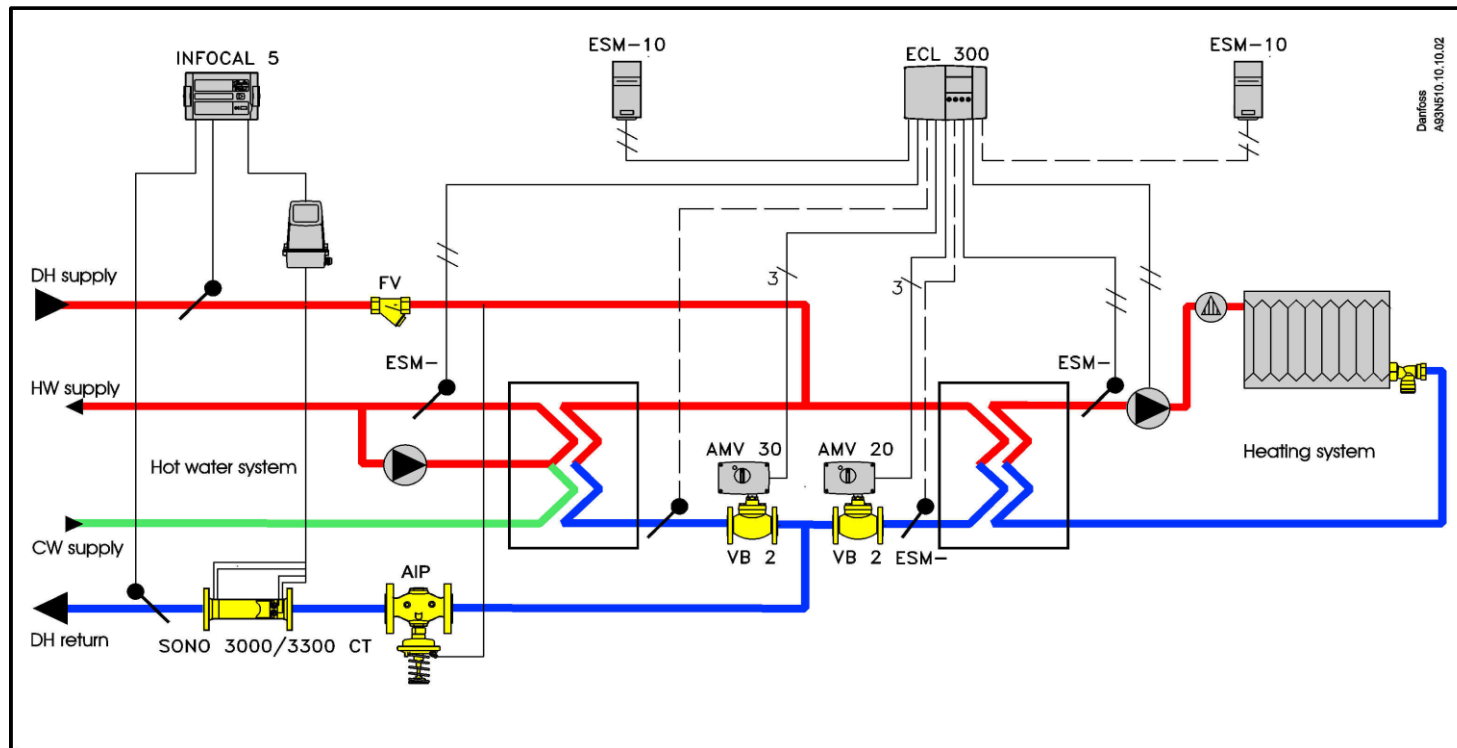 INFOCAL 5
ESM-10
ECL 300
ESM-10
Danfoss
A93N510.10.10.02
DH supply
FV
3
3
ESM-
ESM-
HW supply
Hot water system
AMV 30
AMV 20
Heating system
CW supply
VB 2
VB 2
ESM-
AIP
DH return
SONO 3000/3300 CT